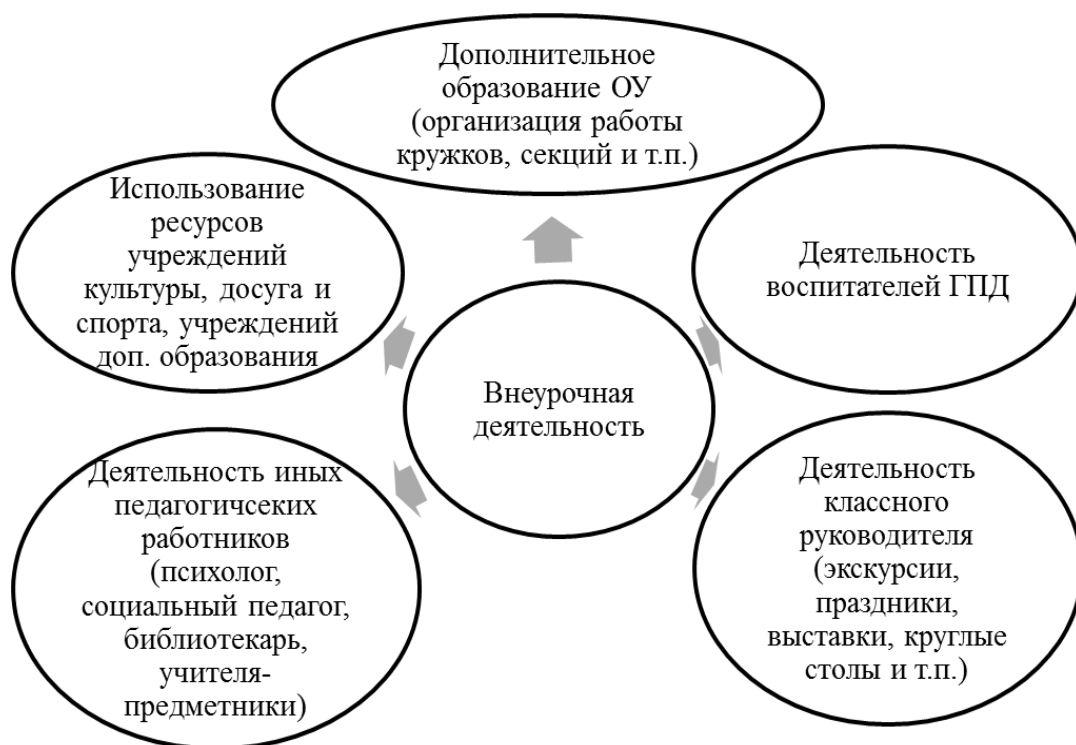 Дополнительное
образование ОУ
(организация работы
кружков, секций и т.п.)
Использование
ресурсов
учреждений
культуры, досуга и
спорта, учреждений
доп. образования
Деятельность
воспитателей ГПД
Внеурочная
деятельность
Деятельность иных
педагогичсеких
работников
(психолог,
социальный педагог,
библиотекарь,
учителя-
предметники)
Деятельность
классного
руководителя
(экскурсии,
праздники,
выставки, круглые
столы и т.п.)